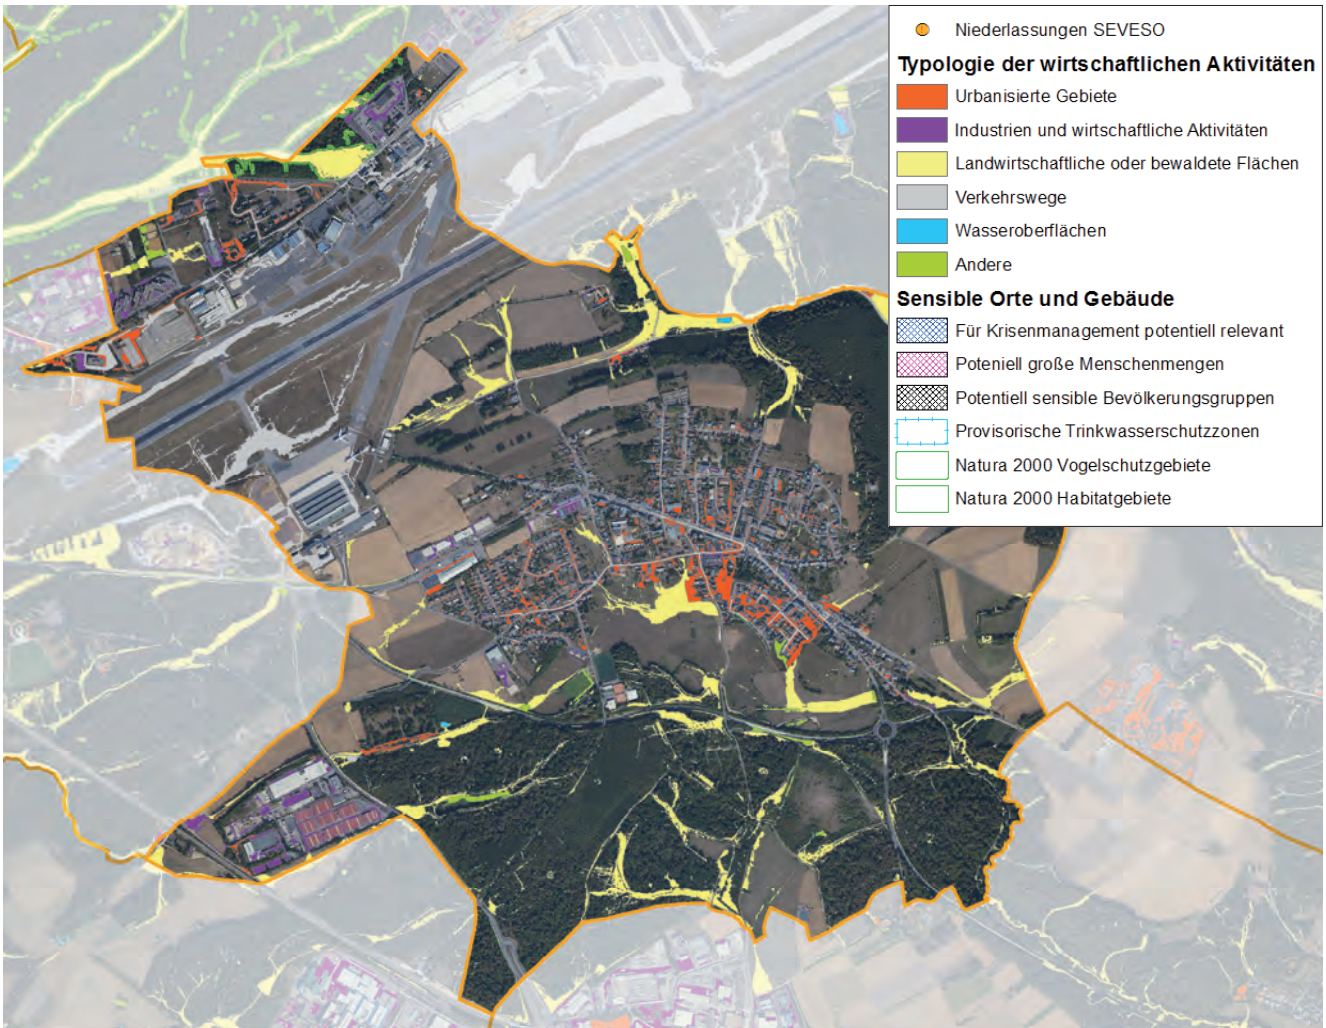 Niederlassungen SEVESO
Typologie der wirtschaftlichen Aktivitäten
Urbanisierte Gebiete
Industrien und wirtschaftliche Aktivitäten
Landwirtschaftliche oder bewaldete Flächen
Verkehrswege
Wasseroberflächen
Andere
Sensible Orte und Gebäude
Für Krisenmanagement potentiell relevant
Poteniell große Menschenmengen
Potentiell sensible Bevölkerungsgruppen
Provisorische Trinkwasserschutzzonen
Natura 2000 Vogelschutzgebiete
Natura 2000 Habitatgebiete